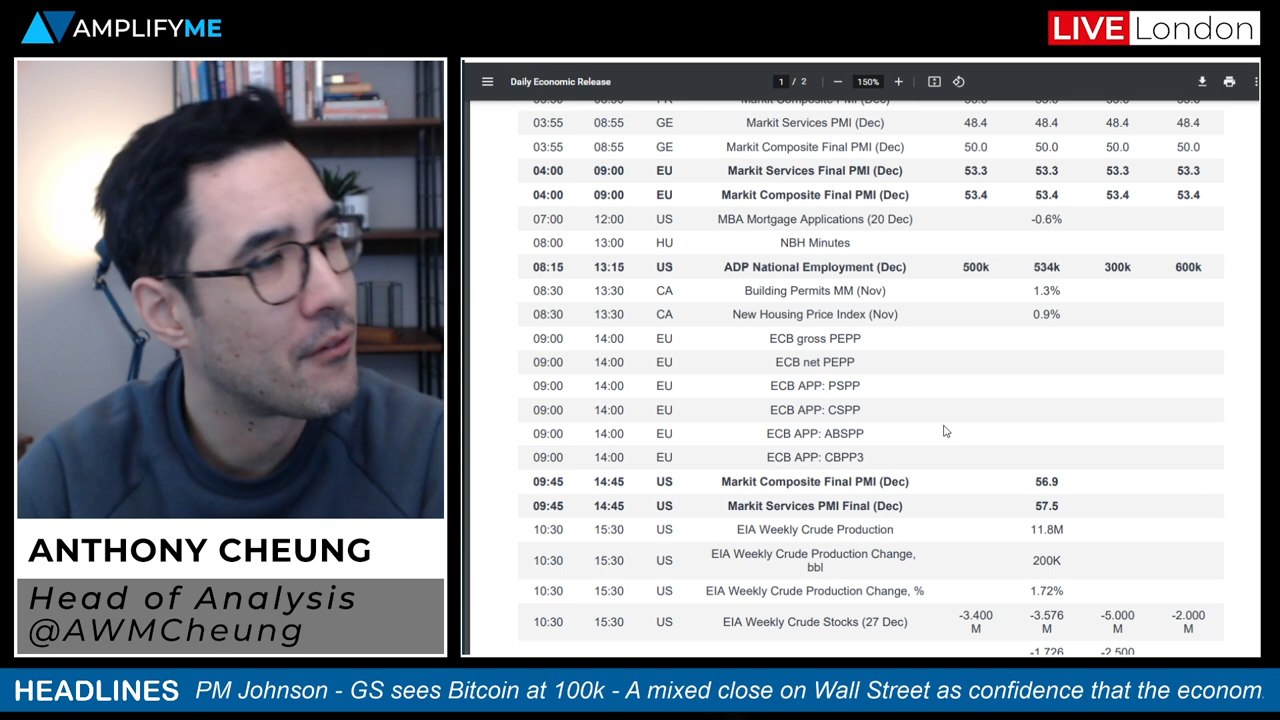 AMPLIFYME
LIVE London
Daily Economic Release
1 / 2
150%
03:55 08:55 GE Markit Services PMI (Dec) 48.4 48.4 48.4 48.4
03:55 08:55 GE Markit Composite Final PMI (Dec) 50.0 50.0 50.0 50.0
04:00 09:00 EU Markit Services Final PMI (Dec) 53.3 53.3 53.3 53.3
04:00 09:00 EU Markit Composite Final PMI (Dec) 53.4 53.4 53.4 53.4
07:00 12:00 US MBA Mortgage Applications (20 Dec) -0.6%
08:00 13:00 HU NBH Minutes
08:15 13:15 US ADP National Employment (Dec) 500k 534k 300k 600k
08:30 13:30 CA Building Permits MM (Nov) 1.3%
08:30 13:30 CA New Housing Price Index (Nov) 0.9%
09:00 14:00 EU ECB gross PEPP
09:00 14:00 EU ECB net PEPP
09:00 14:00 EU ECB APP: PSPP
09:00 14:00 EU ECB APP: CSPP
09:00 14:00 EU ECB APP: ABSPP
09:00 14:00 EU ECB APP: CBPP3
09:45 14:45 US Markit Composite Final PMI (Dec) 56.9
09:45 14:45 US Markit Services PMI Final (Dec) 57.5
10:30 15:30 US EIA Weekly Crude Production 11.8M
10:30 15:30 US EIA Weekly Crude Production Change, bbl 200K
10:30 15:30 US EIA Weekly Crude Production Change, % 1.72%
10:30 15:30 US EIA Weekly Crude Stocks (27 Dec) -3.400 M -3.576 M -5.000 M -2.000 M
-1.726 -2.500
ANTHONY CHEUNG
Head of Analysis
@AWMCheung
HEADLINES PM Johnson - GS sees Bitcoin at 100k - A mixed close on Wall Street as confidence that the econom